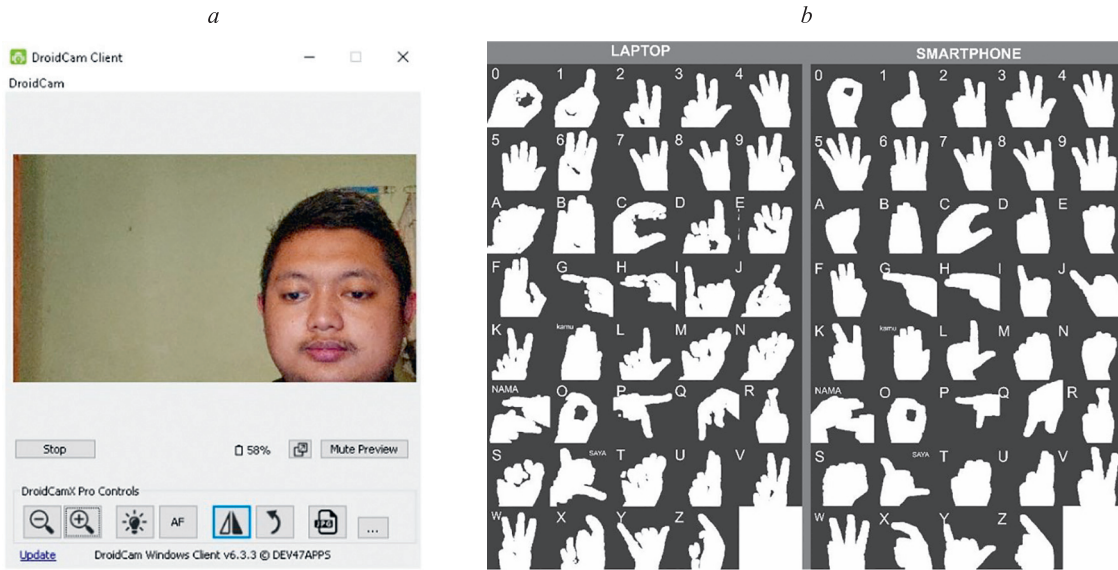 a
b
DroidCam Client
DroidCam
Stop
58%
Mute Preview
DroidCamX Pro Controls
AF
JPG
...
Update
DroidCam Windows Client v6.3.3 © DEV47APPS
LAPTOP
0 1 2 3 4
5 6 7 8 9
A B C D E
F G H I J
K kamu L M N
NAMA O P Q R
S SAYA T U V
W X Y Z
SMARTPHONE
0 1 2 3 4
5 6 7 8 9
A B C D E
F G H I J
K kamu L M N
NAMA O P Q R
S SAYA T U V
W X Y Z